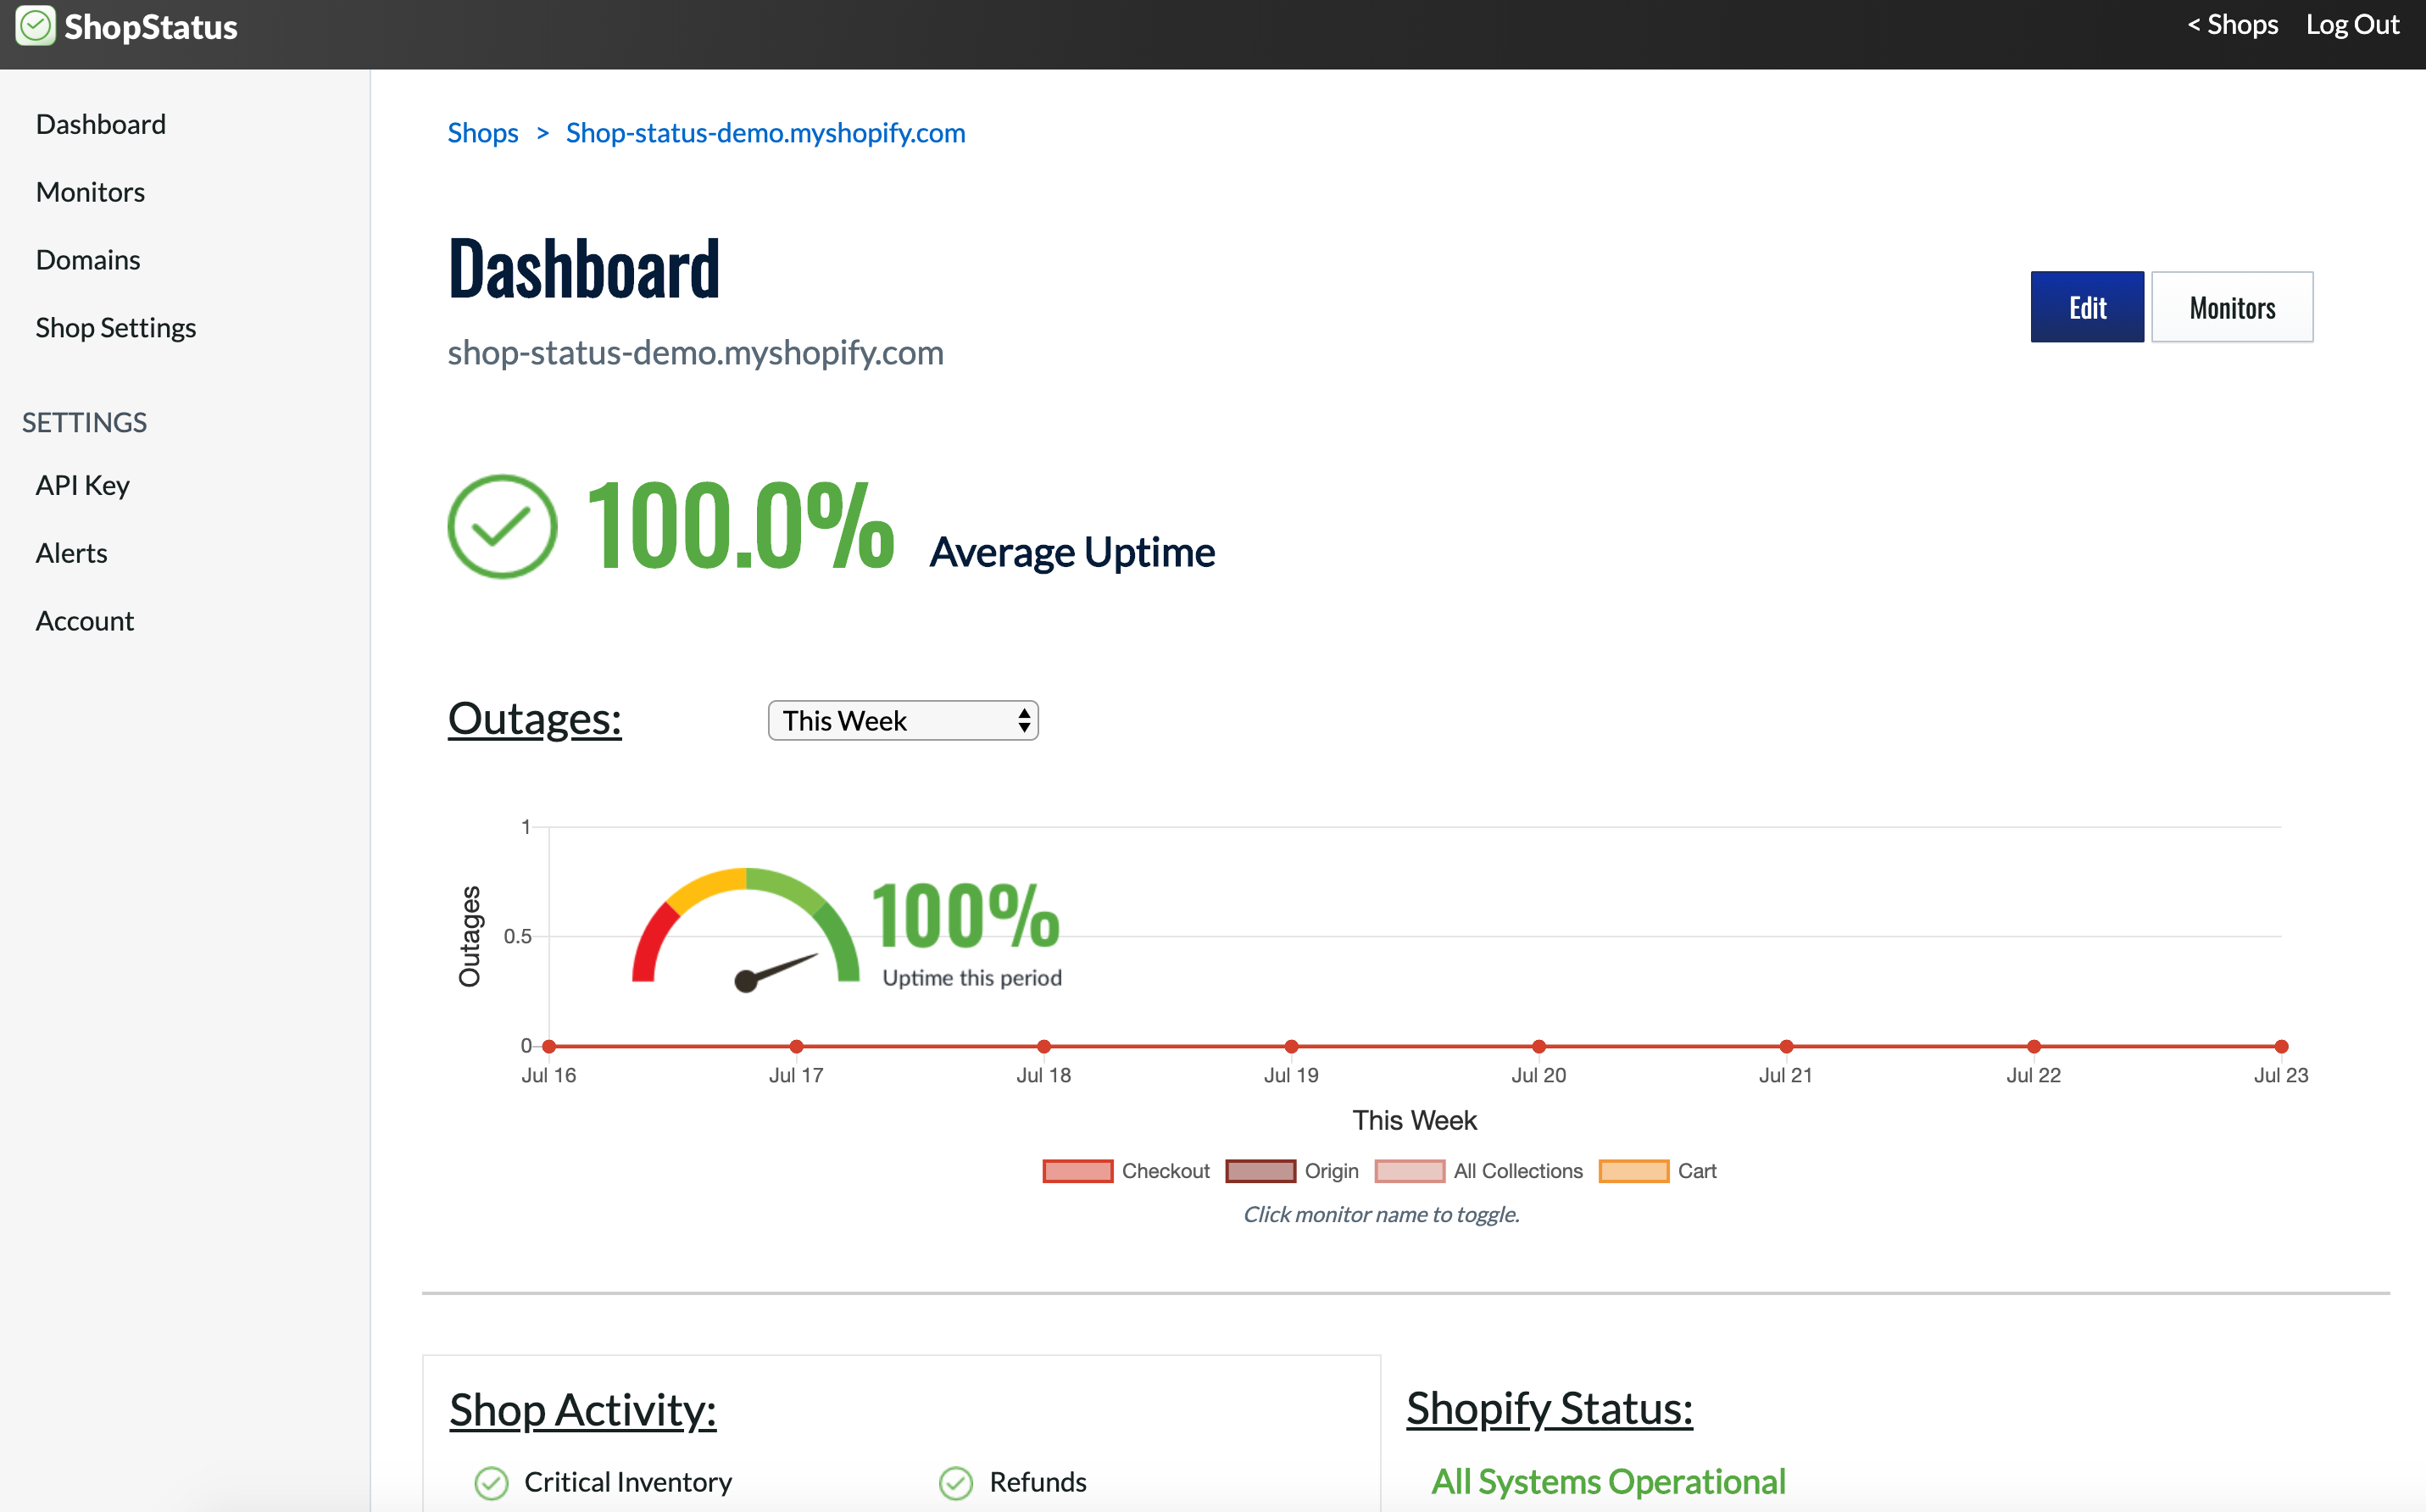 ShopStatus
< Shops Log Out
Dashboard
Monitors
Domains
Shop Settings
SETTINGS
API Key
Alerts
Account
Shops > Shop-status-demo.myshopify.com
Dashboard
shop-status-demo.myshopify.com
Edit
Monitors
100.0% Average Uptime
Outages:
This Week
1
0.5
0
Outages
100%
Uptime this period
Jul 16 Jul 17 Jul 18 Jul 19 Jul 20 Jul 21 Jul 22 Jul 23
This Week
Checkout Origin All Collections Cart
Click monitor name to toggle.
Shop Activity:
Critical Inventory Refunds
Shopify Status:
All Systems Operational